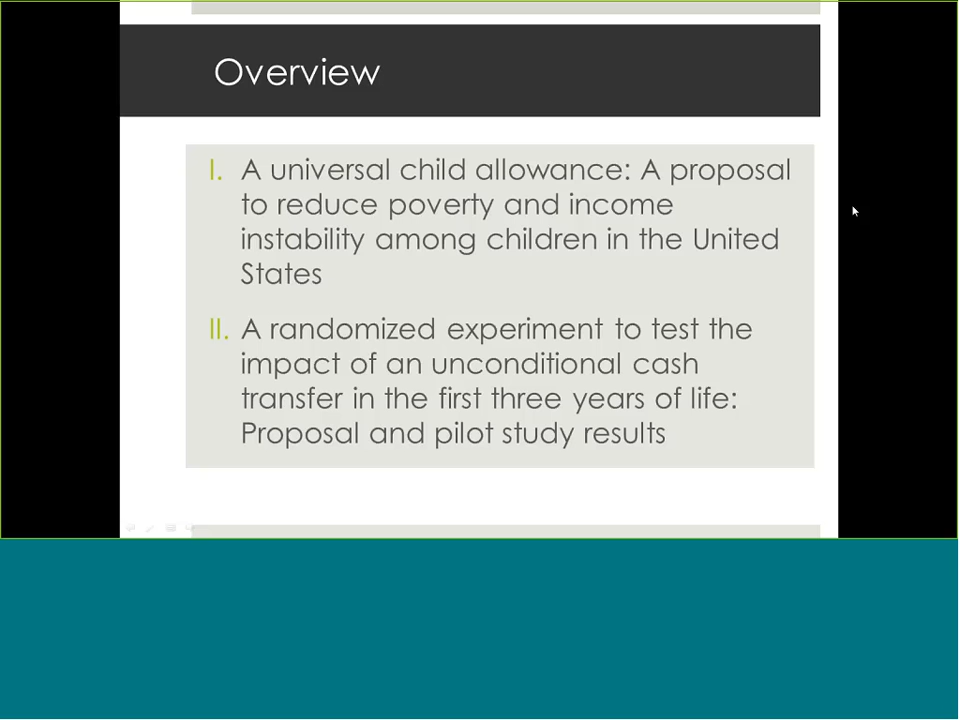 Overview
I. A universal child allowance: A proposal
to reduce poverty and income
instability among children in the United
States
II. A randomized experiment to test the
impact of an unconditional cash
transfer in the first three years of life:
Proposal and pilot study results